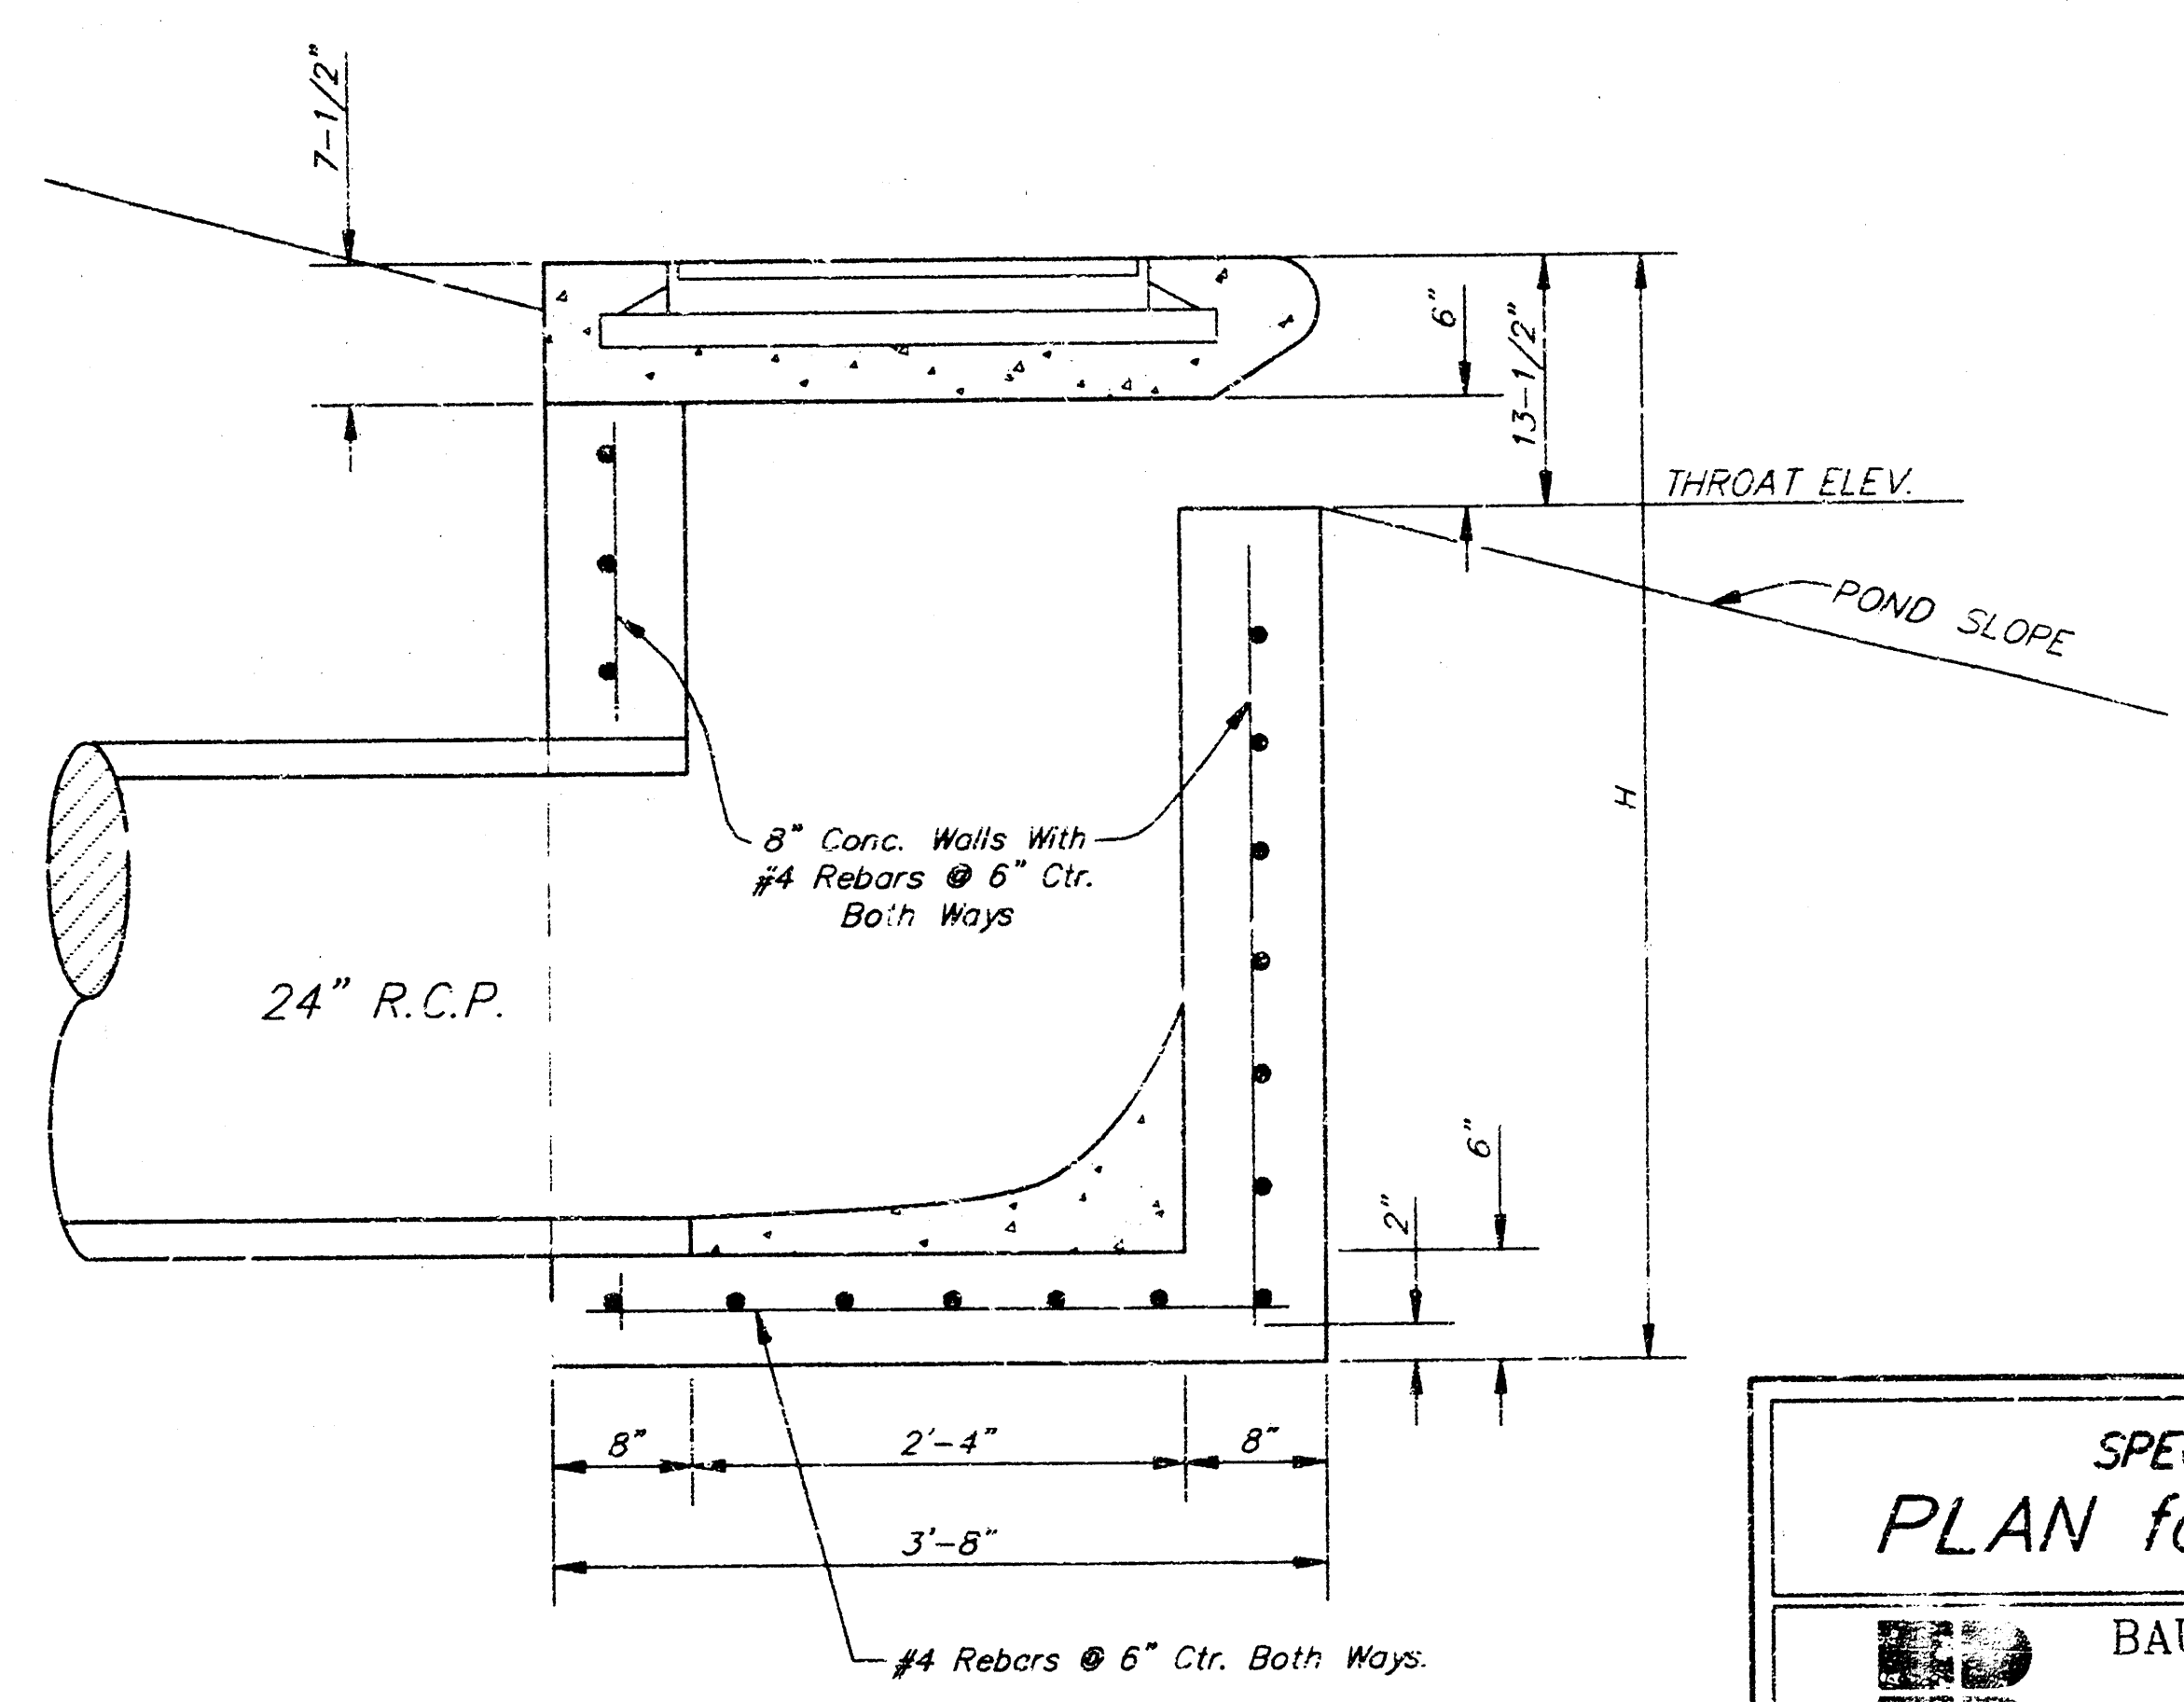 7-1/2"
6"
13-1/2"
THROAT ELEV.
POND SLOPE
H
8" Conc. Walls With
#4 Rebars @ 6" Ctr.
Both Ways
24" R.C.P.
6"
2"
8"
2'-4"
8"
3'-8"
#4 Rebars @ 6" Ctr. Both Ways.
PLAN